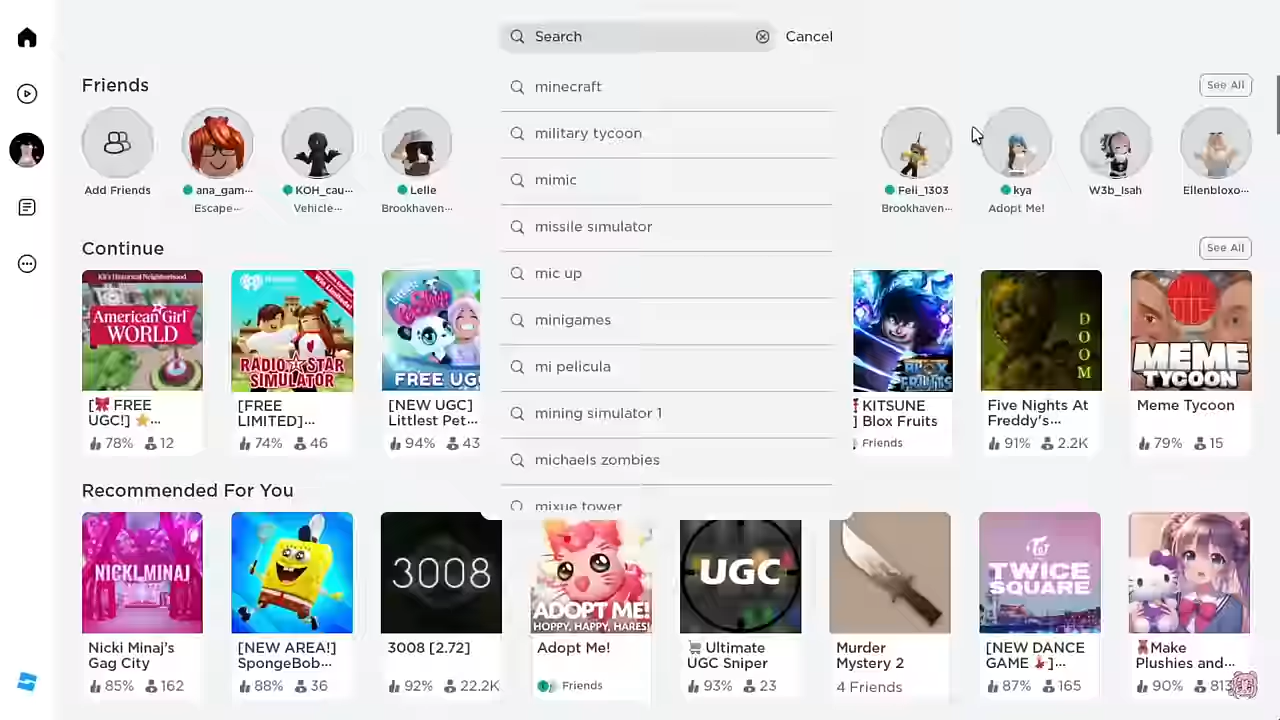 Search
Cancel
minecraft
military tycoon
mimic
missile simulator
mic up
minigames
mi pelicula
mining simulator 1
michaels zombies
mixue tower
Friends
See All
Add Friends
ana_gam...
Escape...
KOH_cau...
Vehicle...
Lelle
Brookhaven...
Feli_1303
Brookhaven...
kya
Adopt Me!
W3b_Isah
Ellenbloxo...
Continue
See All
American Girl
WORLD
[🎀 FREE
UGC!] ⭐...
78% 12
RADIO STAR
SIMULATOR
[FREE
LIMITED]...
74% 46
FREE UG
[NEW UGC]
Littlest Pet...
94% 43
BLOX
FRUITS
KITSUNE
] Blox Fruits
Friends
DOOM
Five Nights At
Freddy's...
91% 2.2K
MEME
TYCOON
Meme Tycoon
79% 15
Recommended For You
NICKI MINAJ
Nicki Minaj's
Gag City
85% 162
[NEW AREA!]
SpongeBob...
88% 36
3008
3008 [2.72]
92% 22.2K
ADOPT ME!
HOPPY, HAPPY, HARES!
Adopt Me!
Friends
UGC
🛒 Ultimate
UGC Sniper
93% 23
Murder
Mystery 2
4 Friends
TWICE
SQUARE
[NEW DANCE
GAME 💃]...
87% 165
🧸Make
Plushies and...
90% 813